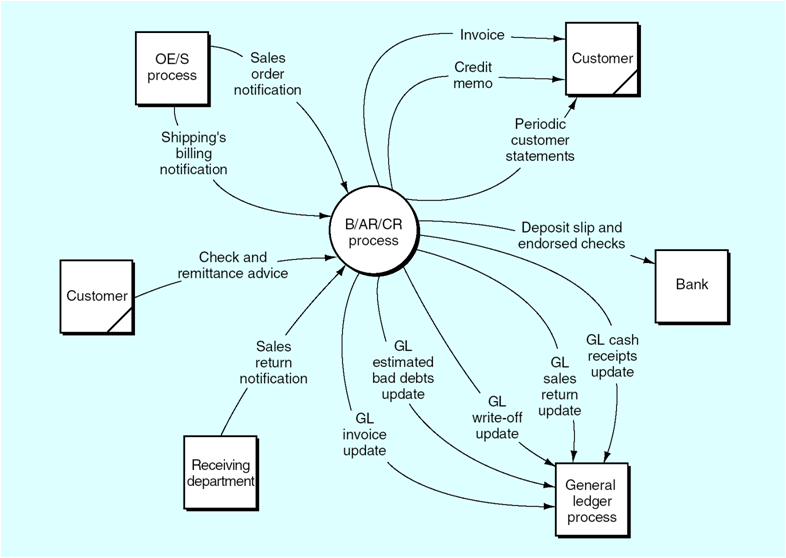 OE/S
process
Sales
order
notification
Shipping's
billing
notification
Invoice
Credit
memo
Periodic
customer
statements
Customer
B/AR/CR
process
Deposit slip and
endorsed checks
Bank
Check and
remittance advice
Customer
Sales
return
notification
Receiving
department
GL
invoice
update
GL
estimated
bad debts
update
GL
write-off
update
GL
sales
return
update
GL cash
receipts
update
General
ledger
process